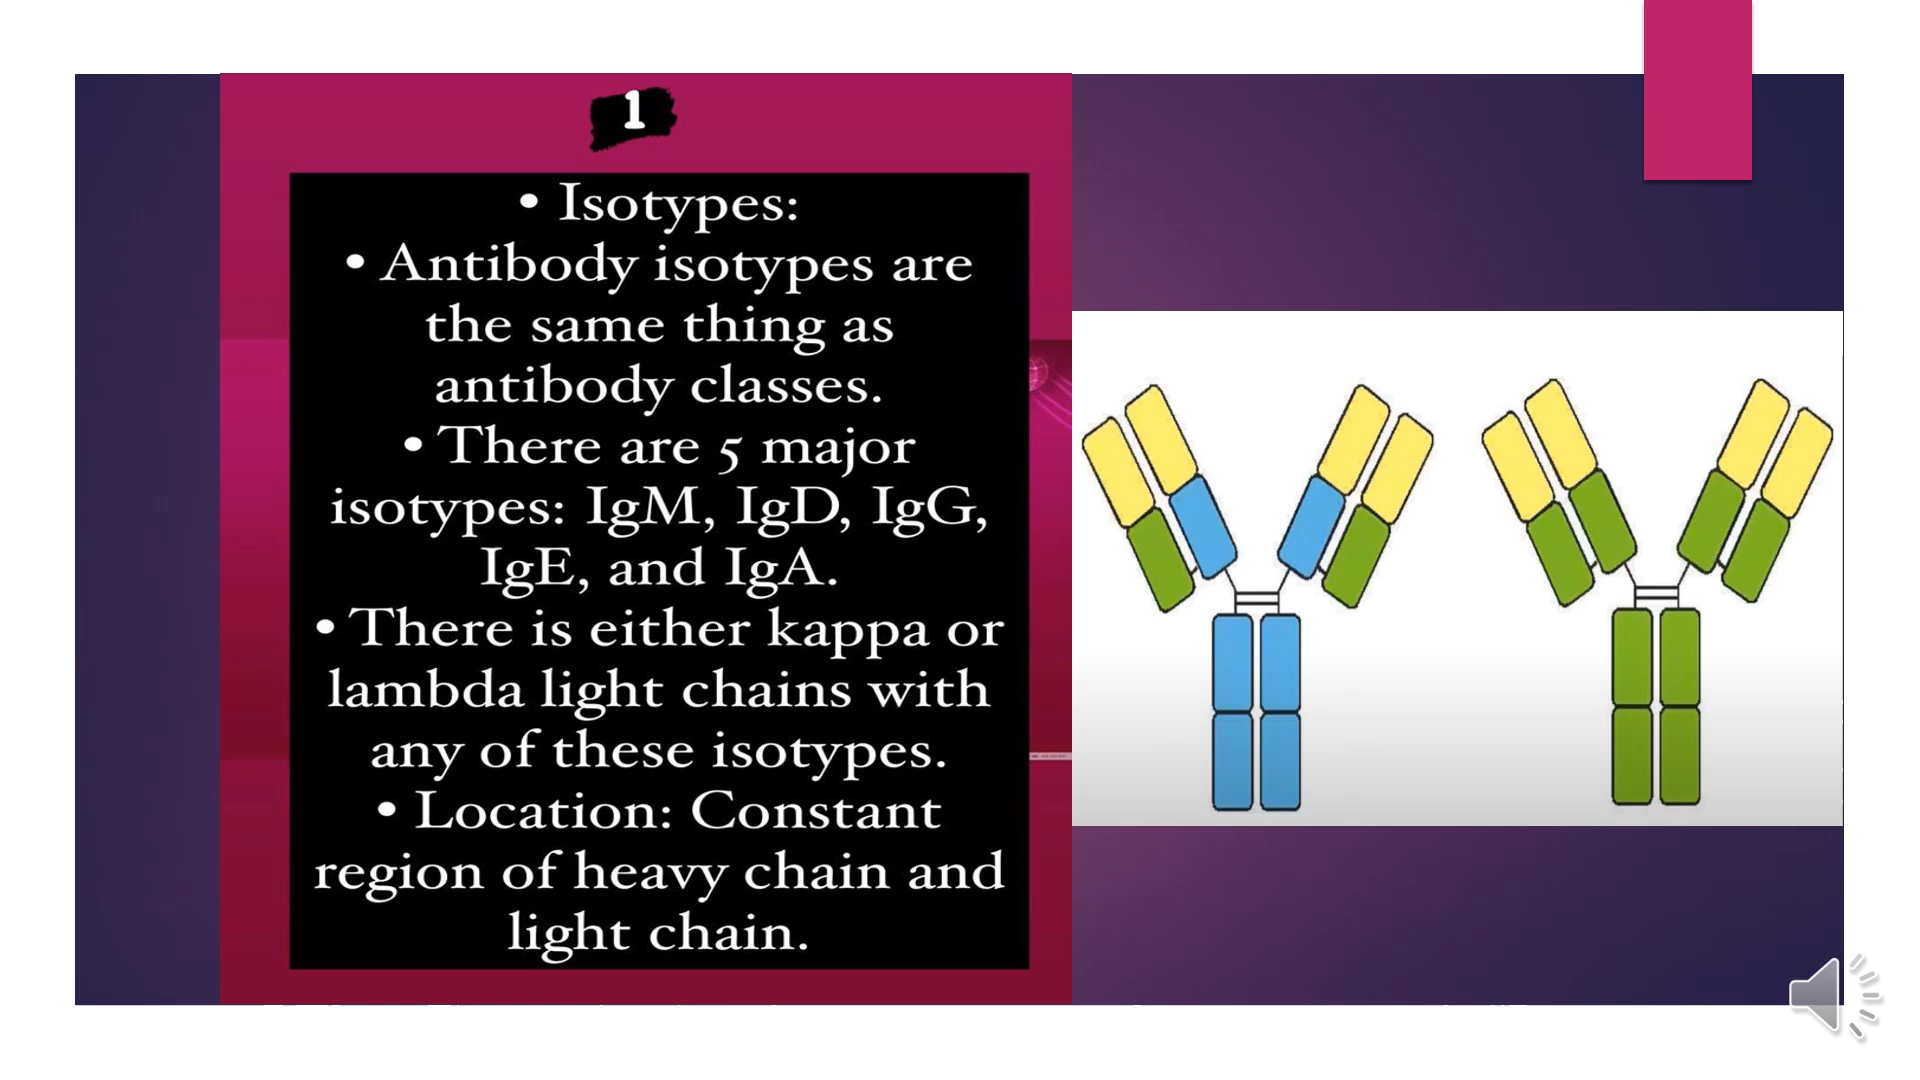 1
• Isotypes:
• Antibody isotypes are
the same thing as
antibody classes.
• There are 5 major
isotypes: IgM, IgD, IgG,
IgE, and IgA.
• There is either kappa or
lambda light chains with
any of these isotypes.
• Location: Constant
region of heavy chain and
light chain.